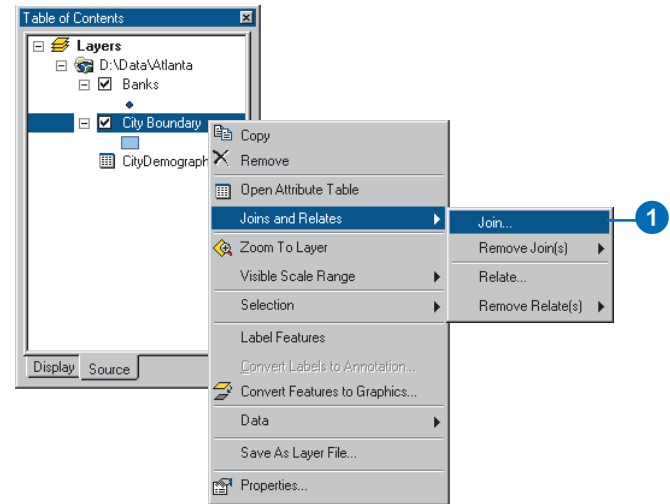 Table of Contents
Layers
D:\Data\Atlanta
Banks
City Boundary
CityDemograph
Display
Source
Copy
Remove
Open Attribute Table
Joins and Relates
Zoom To Layer
Visible Scale Range
Selection
Label Features
Convert Labels to Annotation...
Convert Features to Graphics...
Data
Save As Layer File...
Properties...
Join...
Remove Join(s)
Relate...
Remove Relate(s)
1